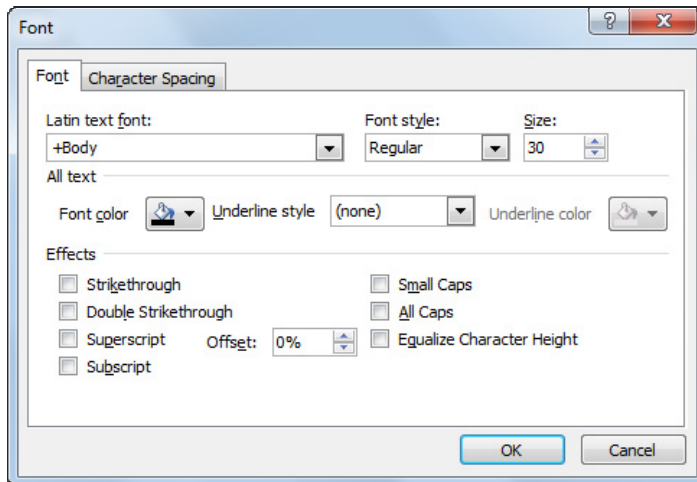 Font
Font Character Spacing
Latin text font: Font style: Size:
+Body Regular 30
All text
Font color Underline style (none) Underline color
Effects
Strikethrough Small Caps
Double Strikethrough All Caps
Superscript Offset: 0% Equalize Character Height
Subscript
OK Cancel